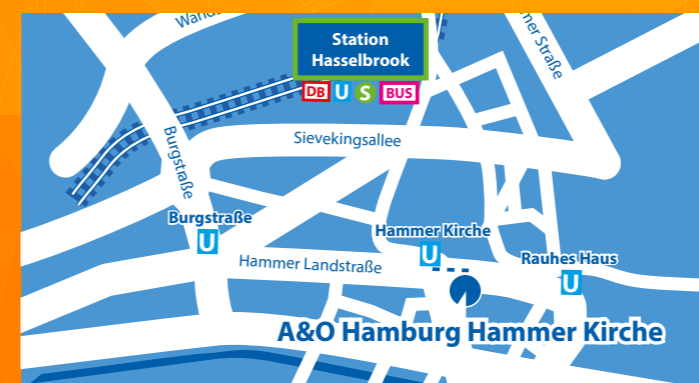 Station
Hasselbrook
DB U S BUS
Sievekingsallee
Burgstraße
Burgstraße
U
Hammer Kirche
U
Rauhes Haus
U
Hammer Landstraße
A&O Hamburg Hammer Kirche